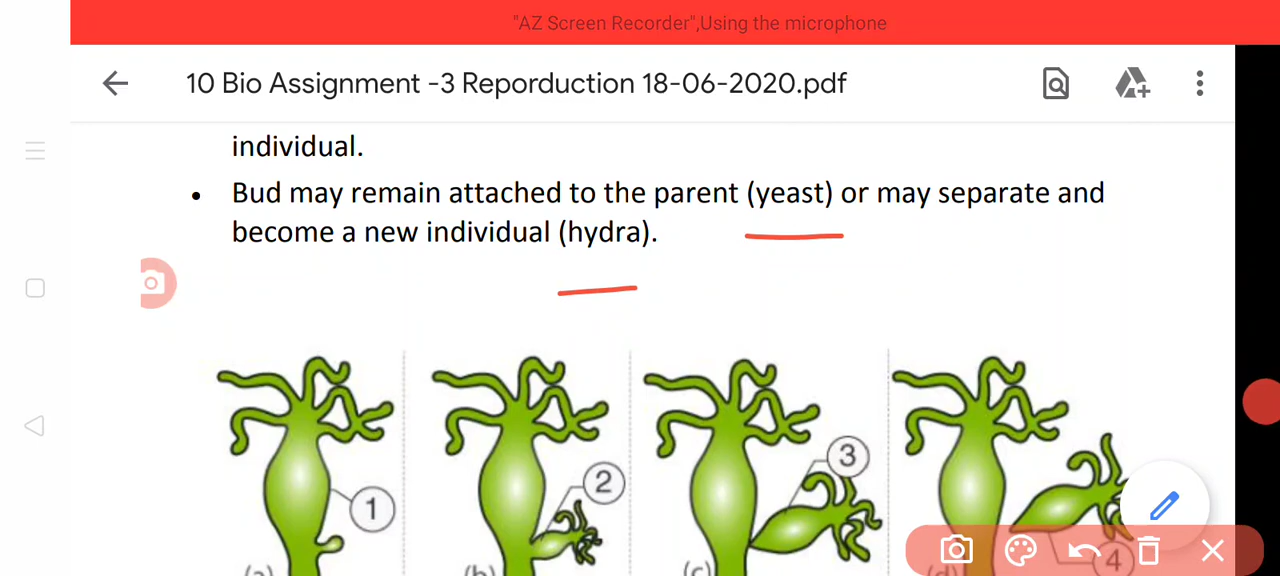 "AZ Screen Recorder",Using the microphone
10 Bio Assignment -3 Reporduction 18-06-2020.pdf
individual.
• Bud may remain attached to the parent (yeast) or may separate and
become a new individual (hydra).
1
2
3
4
(a)
(b)
(c)
(d)